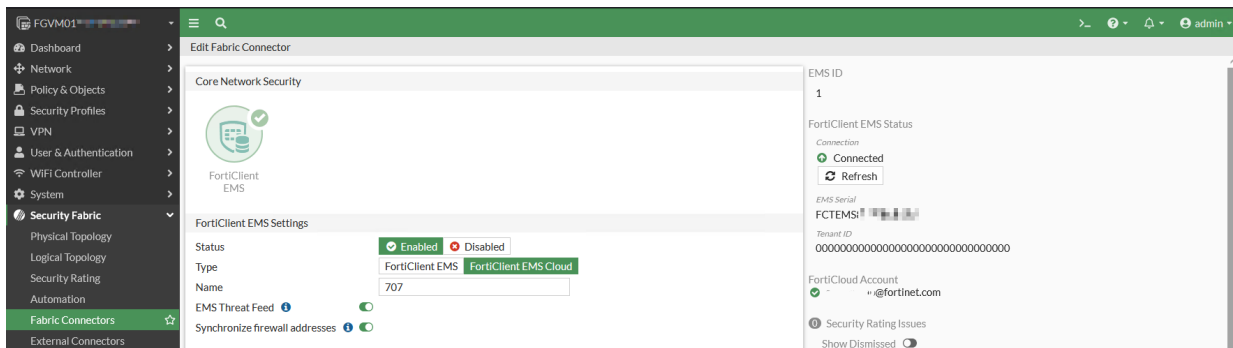 FGVM01
admin
Dashboard
Network
Policy & Objects
Security Profiles
VPN
User & Authentication
WiFi Controller
System
Security Fabric
Physical Topology
Logical Topology
Security Rating
Automation
Fabric Connectors
External Connectors
Edit Fabric Connector
Core Network Security
FortiClient
EMS
FortiClient EMS Settings
Status Enabled Disabled
Type FortiClient EMS FortiClient EMS Cloud
Name 707
EMS Threat Feed
Synchronize firewall addresses
EMS ID
1
FortiClient EMS Status
Connection
Connected
Refresh
EMS Serial
FCTEMS
Tenant ID
00000000000000000000000000000000
FortiCloud Account
@fortinet.com
0 Security Rating Issues
Show Dismissed